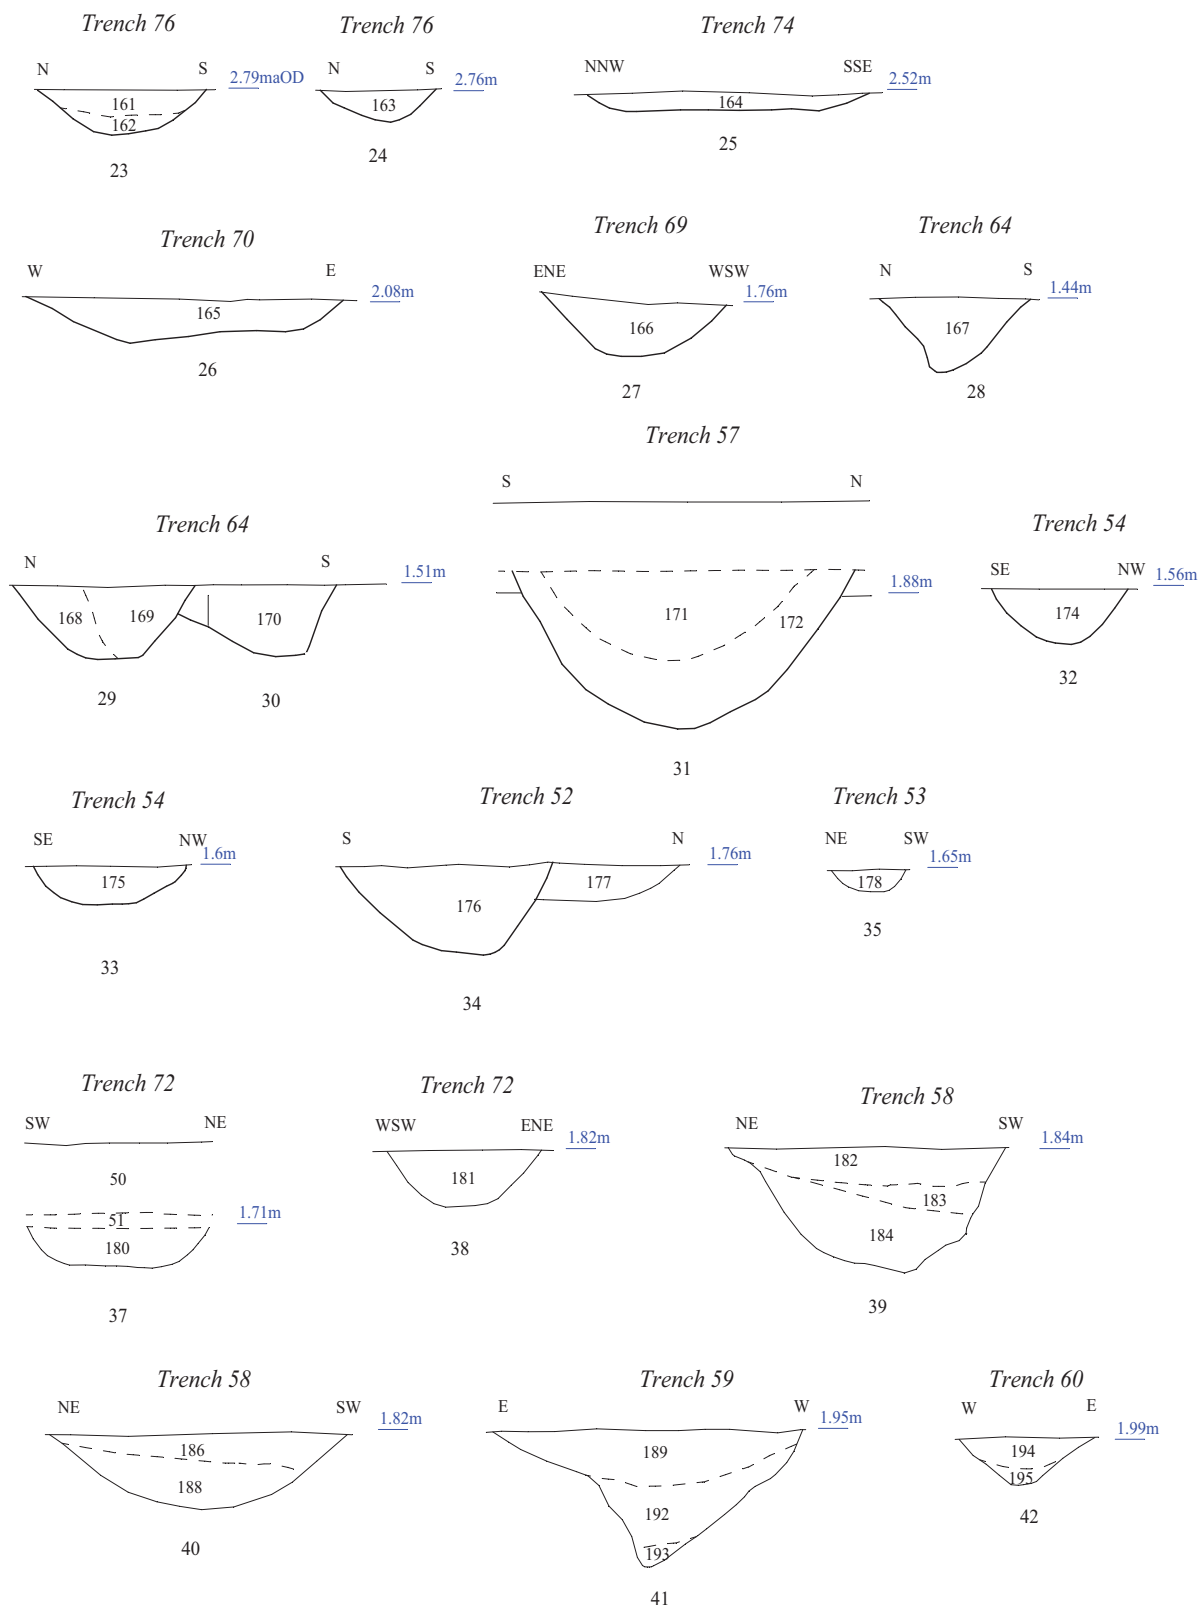 Trench 76
N S 2.79maOD
161
162
23
Trench 76
N S 2.76m
163
24
Trench 74
NNW SSE 2.52m
164
25
Trench 70
W E 2.08m
165
26
Trench 69
ENE WSW 1.76m
166
27
Trench 64
N S 1.44m
167
28
Trench 64
N S 1.51m
168 169 170
29 30
Trench 57
S N
1.88m
171 172
31
Trench 54
SE NW 1.56m
174
32
Trench 54
SE NW 1.6m
175
33
Trench 52
S N 1.76m
176 177
34
Trench 53
NE SW 1.65m
178
35
Trench 72
SW NE
50
51 1.71m
180
37
Trench 72
WSW ENE 1.82m
181
38
Trench 58
NE SW 1.84m
182
183
184
39
Trench 58
NE SW 1.82m
186
188
40
Trench 59
E W 1.95m
189
192
193
41
Trench 60
W E 1.99m
194
195
42